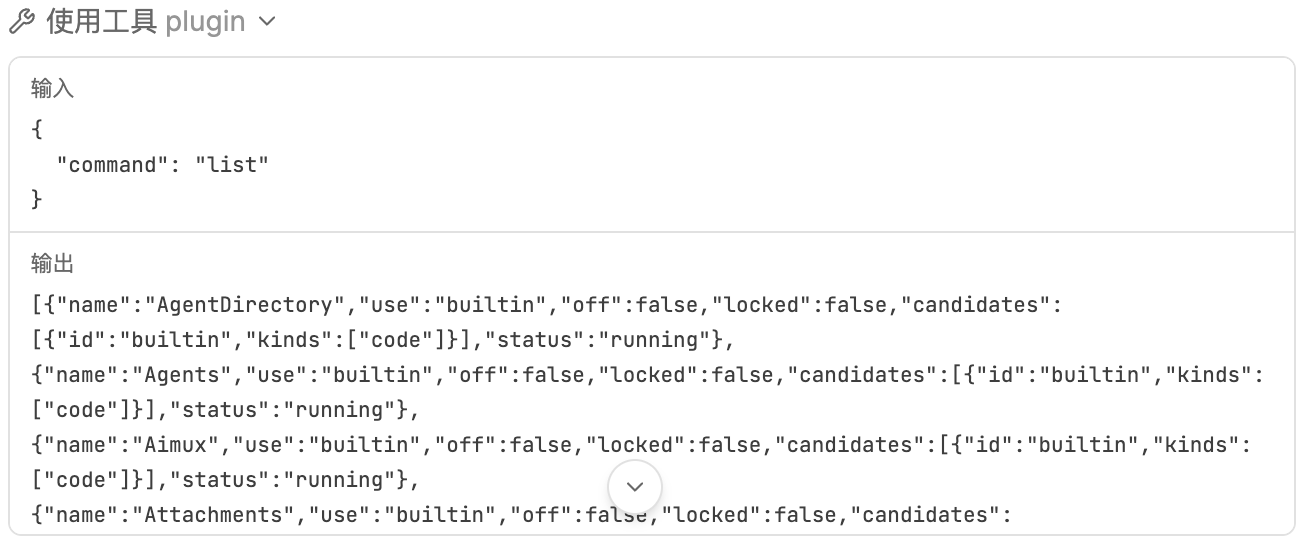 使用工具 plugin
输入
{
  "command": "list"
}
输出
[{"name":"AgentDirectory","use":"builtin","off":false,"locked":false,"candidates":
[{"id":"builtin","kinds":["code"]}],"status":"running"},
{"name":"Agents","use":"builtin","off":false,"locked":false,"candidates":[{"id":"builtin","kinds":
["code"]}],"status":"running"},
{"name":"Aimux","use":"builtin","off":false,"locked":false,"candidates":[{"id":"builtin","kinds":
["code"]}],"status":"running"},
{"name":"Attachments","use":"builtin","off":false,"locked":false,"candidates":